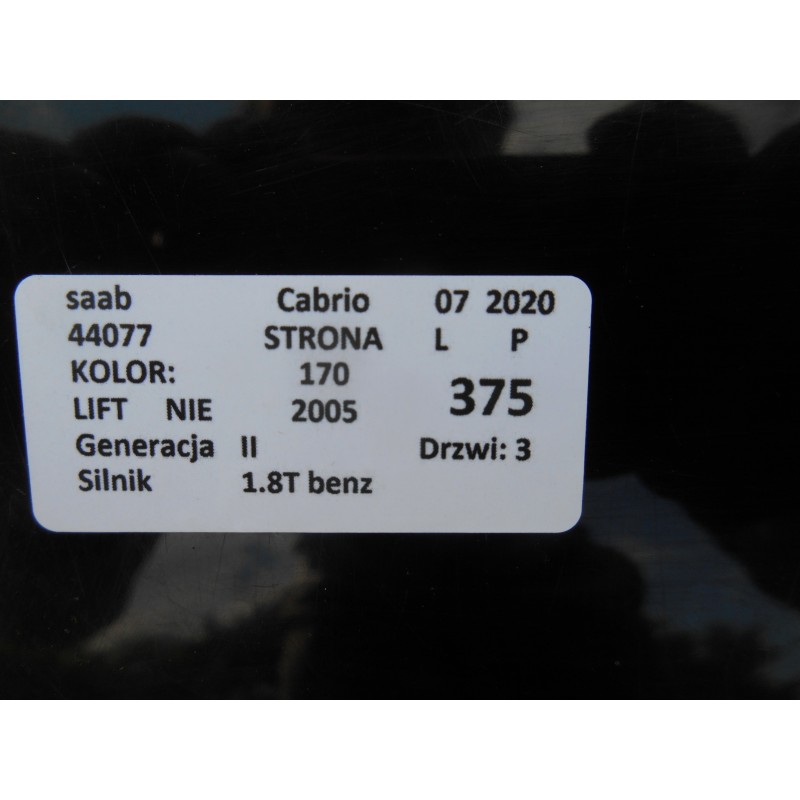 saab Cabrio 07 2020
44077 STRONA L P
KOLOR: 170
375
LIFT NIE 2005
Generacja II Drzwi: 3
Silnik 1.8T benz